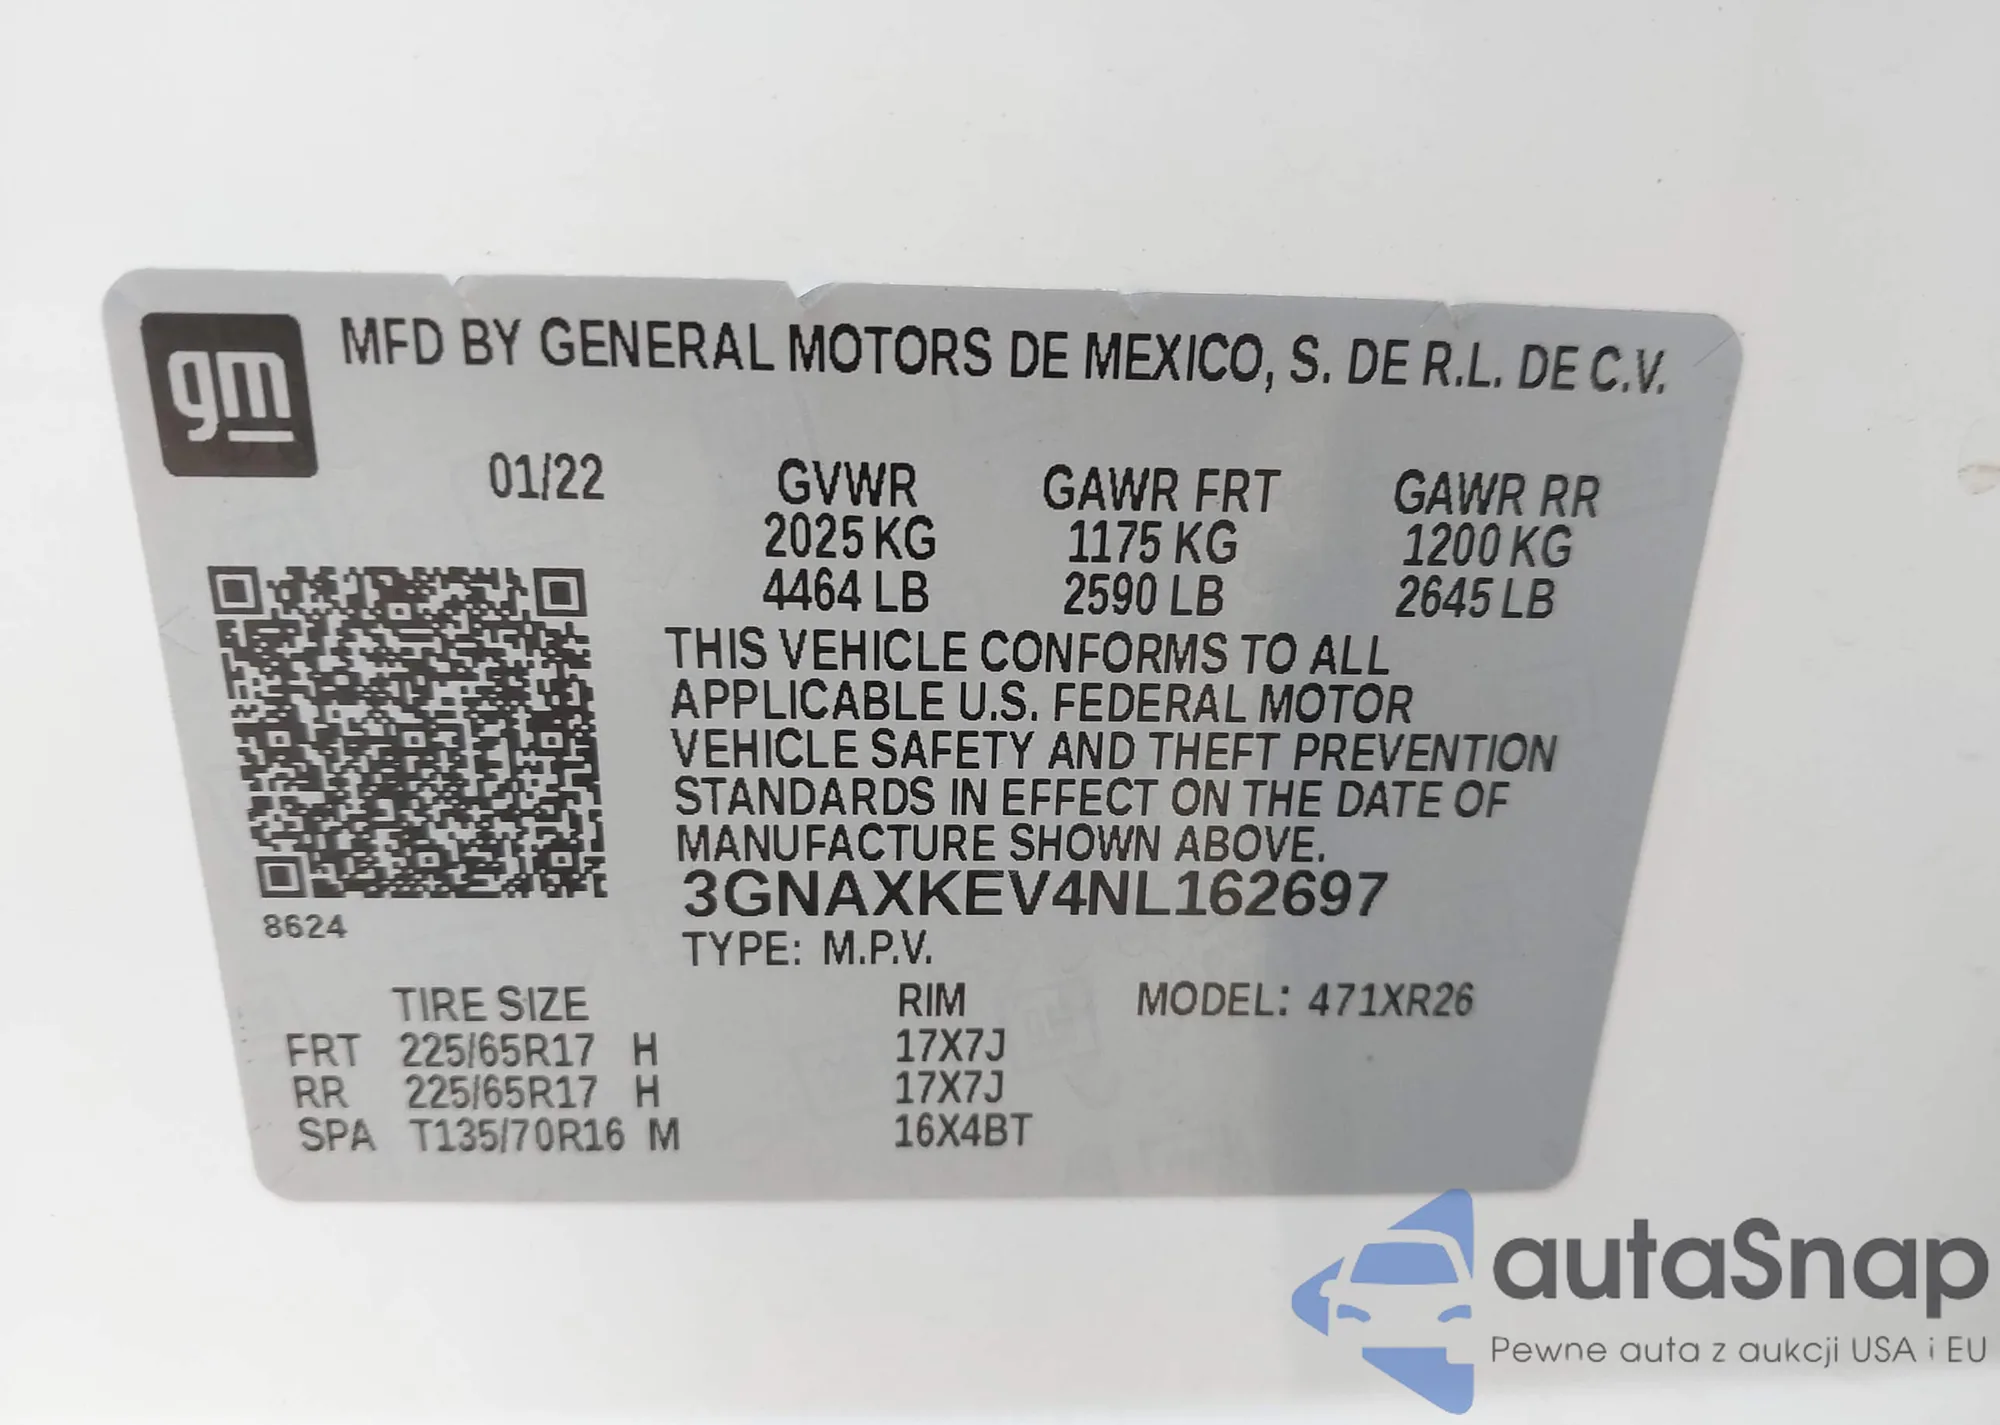 gm
MFD BY GENERAL MOTORS DE MEXICO, S. DE R.L. DE C.V.
01/22 GVWR GAWR FRT GAWR RR
2025 KG 1175 KG 1200 KG
4464 LB 2590 LB 2645 LB
THIS VEHICLE CONFORMS TO ALL
APPLICABLE U.S. FEDERAL MOTOR
VEHICLE SAFETY AND THEFT PREVENTION
STANDARDS IN EFFECT ON THE DATE OF
MANUFACTURE SHOWN ABOVE.
3GNAXKEV4NL162697
8624
TYPE: M.P.V.
TIRE SIZE RIM MODEL: 471XR26
FRT 225/65R17 H 17X7J
RR 225/65R17 H 17X7J
SPA T135/70R16 M 16X4BT
autaSnap
Pewne auta z aukcji USA i EU